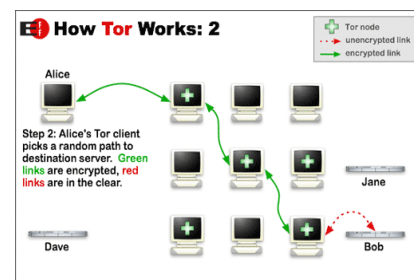 EFF How Tor Works: 2
Tor node
unencrypted link
encrypted link
Alice
Step 2: Alice's Tor client
picks a random path to
destination server. Green
links are encrypted, red
links are in the clear.
Jane
Dave
Bob